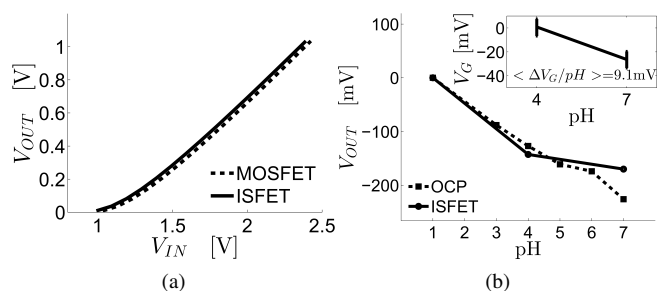 1
0.8
0.6
0.4
0.2
0
V_OUT [V]
MOSFET
ISFET
1 1.5 2 2.5
V_IN [V]
(a)
100
0
−100
−200
V_OUT [mV]
OCP
ISFET
1 2 3 4 5 6 7
pH
0
−20
−40
V_G [mV]
< ΔV_G/pH >=9.1mV
4 7
pH
(b)